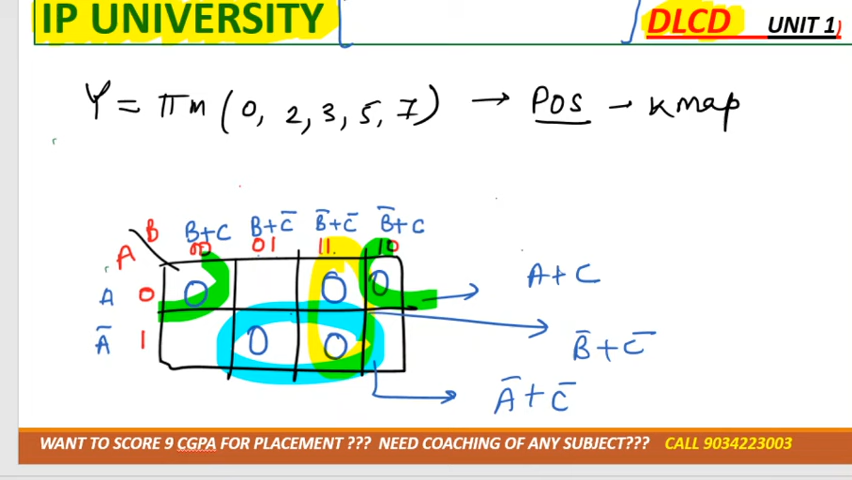 IP UNIVERSITY
DLCD UNIT 1)
Y = πm (0, 2, 3, 5, 7) → POS → K map
B
B+C B+C̄ B̄+C̄ B̄+C
A 00 01 11 10
A 0 0 0 0 → A+C
→ B̄+C̄
Ā 1 0 0
→ Ā+C̄
WANT TO SCORE 9 CGPA FOR PLACEMENT ??? NEED COACHING OF ANY SUBJECT??? CALL 9034223003